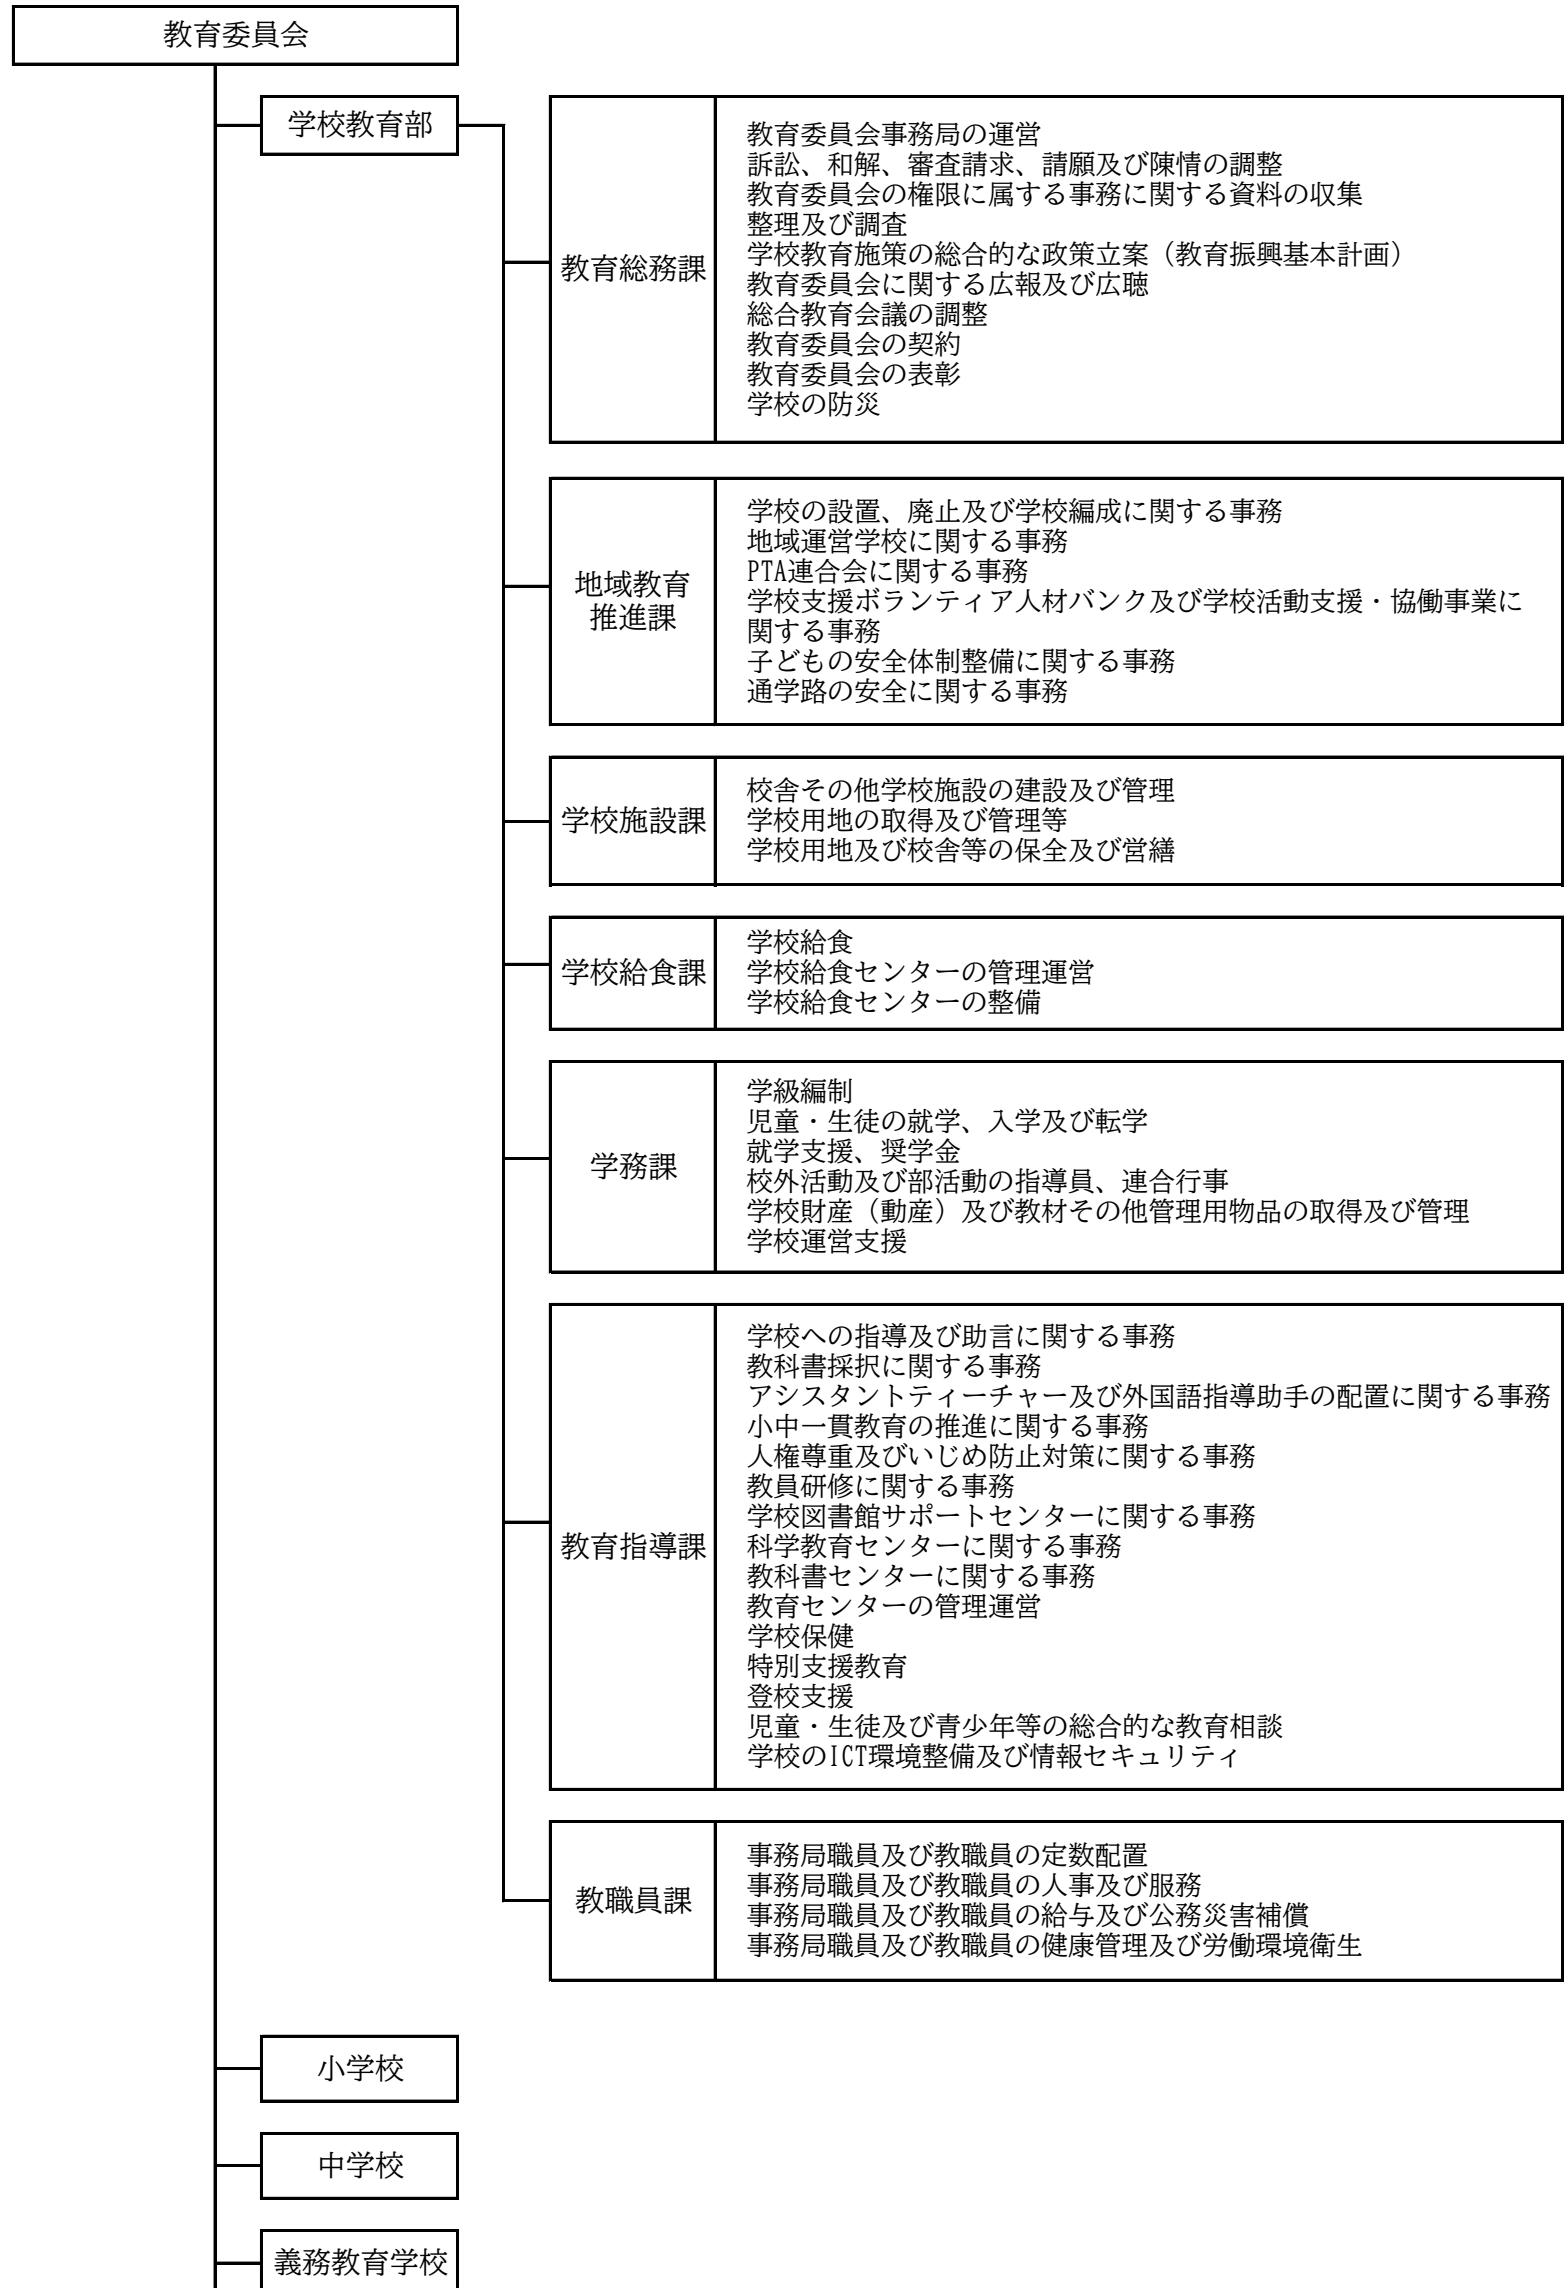 教育委員会
学校教育部
教育総務課
教育委員会事務局の運営
訴訟、和解、審査請求、請願及び陳情の調整
教育委員会の権限に属する事務に関する資料の収集
整理及び調査
学校教育施策の総合的な政策立案（教育振興基本計画）
教育委員会に関する広報及び広聴
総合教育会議の調整
教育委員会の契約
教育委員会の表彰
学校の防災
地域教育
推進課
学校の設置、廃止及び学校編成に関する事務
地域運営学校に関する事務
PTA連合会に関する事務
学校支援ボランティア人材バンク及び学校活動支援・協働事業に
関する事務
子どもの安全体制整備に関する事務
通学路の安全に関する事務
学校施設課
校舎その他学校施設の建設及び管理
学校用地の取得及び管理等
学校用地及び校舎等の保全及び営繕
学校給食課
学校給食
学校給食センターの管理運営
学校給食センターの整備
学務課
学級編制
児童・生徒の就学、入学及び転学
就学支援、奨学金
校外活動及び部活動の指導員、連合行事
学校財産（動産）及び教材その他管理用物品の取得及び管理
学校運営支援
教育指導課
学校への指導及び助言に関する事務
教科書採択に関する事務
アシスタントティーチャー及び外国語指導助手の配置に関する事務
小中一貫教育の推進に関する事務
人権尊重及びいじめ防止対策に関する事務
教員研修に関する事務
学校図書館サポートセンターに関する事務
科学教育センターに関する事務
教科書センターに関する事務
教育センターの管理運営
学校保健
特別支援教育
登校支援
児童・生徒及び青少年等の総合的な教育相談
学校のICT環境整備及び情報セキュリティ
教職員課
事務局職員及び教職員の定数配置
事務局職員及び教職員の人事及び服務
事務局職員及び教職員の給与及び公務災害補償
事務局職員及び教職員の健康管理及び労働環境衛生
小学校
中学校
義務教育学校